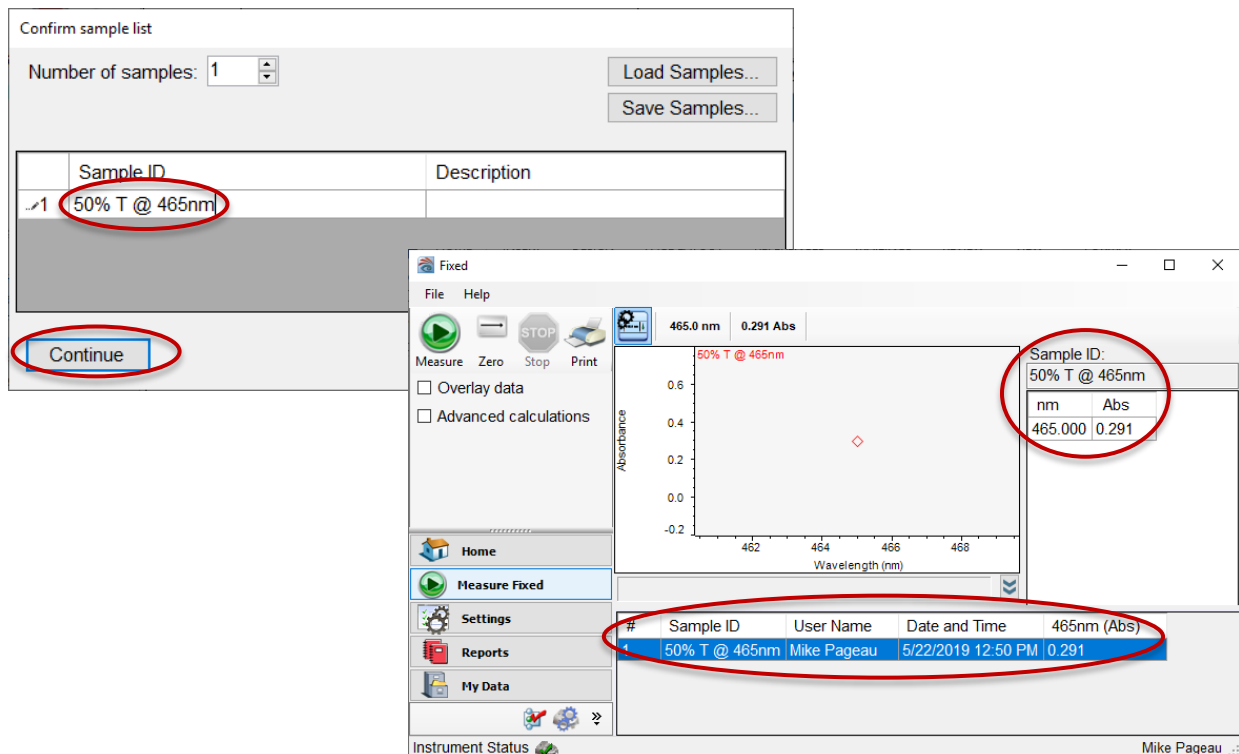 Confirm sample list
Number of samples: 1
Load Samples...
Save Samples...
Sample ID Description
1 50% T @ 465nm
Continue
Fixed
File Help
Measure Zero STOP Stop Print
465.0 nm 0.291 Abs
Overlay data
Advanced calculations
50% T @ 465nm
Absorbance
0.6
0.4
0.2
0.0
-0.2
462 464 466 468
Wavelength (nm)
Sample ID:
50% T @ 465nm
nm Abs
465.000 0.291
Home
Measure Fixed
Settings
Reports
My Data
# Sample ID User Name Date and Time 465nm (Abs)
1 50% T @ 465nm Mike Pageau 5/22/2019 12:50 PM 0.291
Instrument Status
Mike Pageau